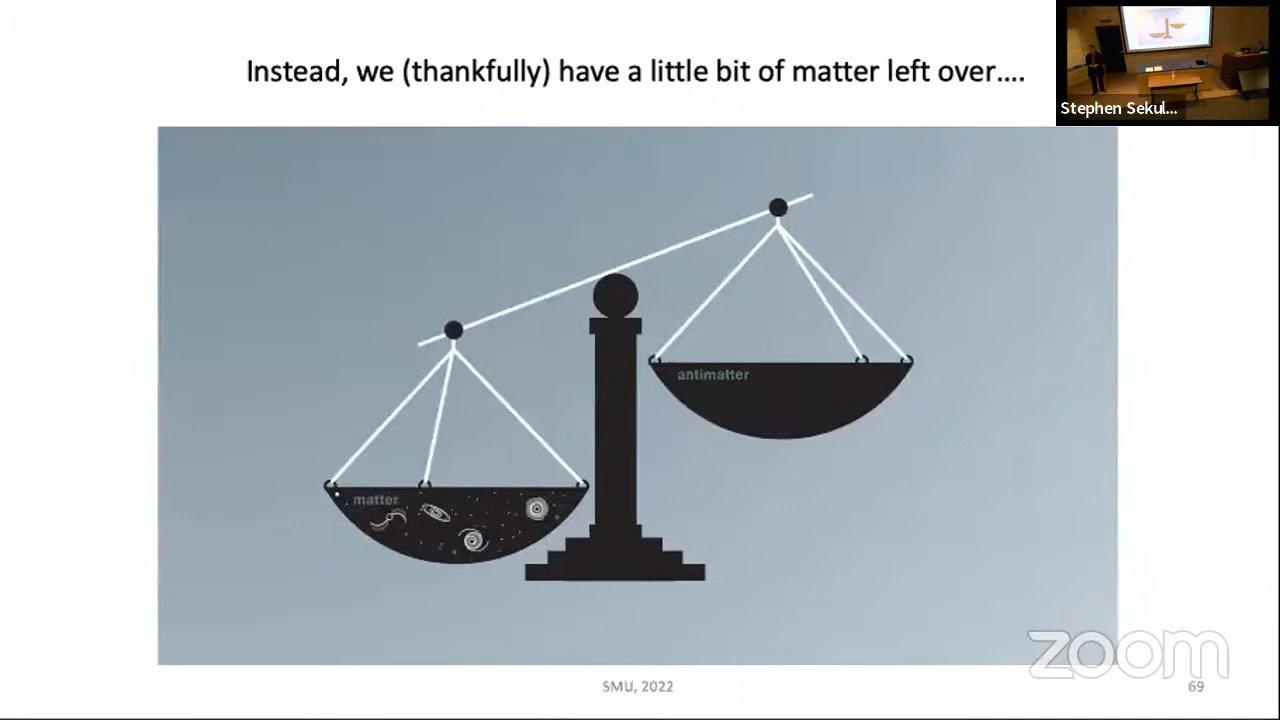 Instead, we (thankfully) have a little bit of matter left over....
Stephen Sekul...
antimatter
matter
zoom
SMU, 2022
69